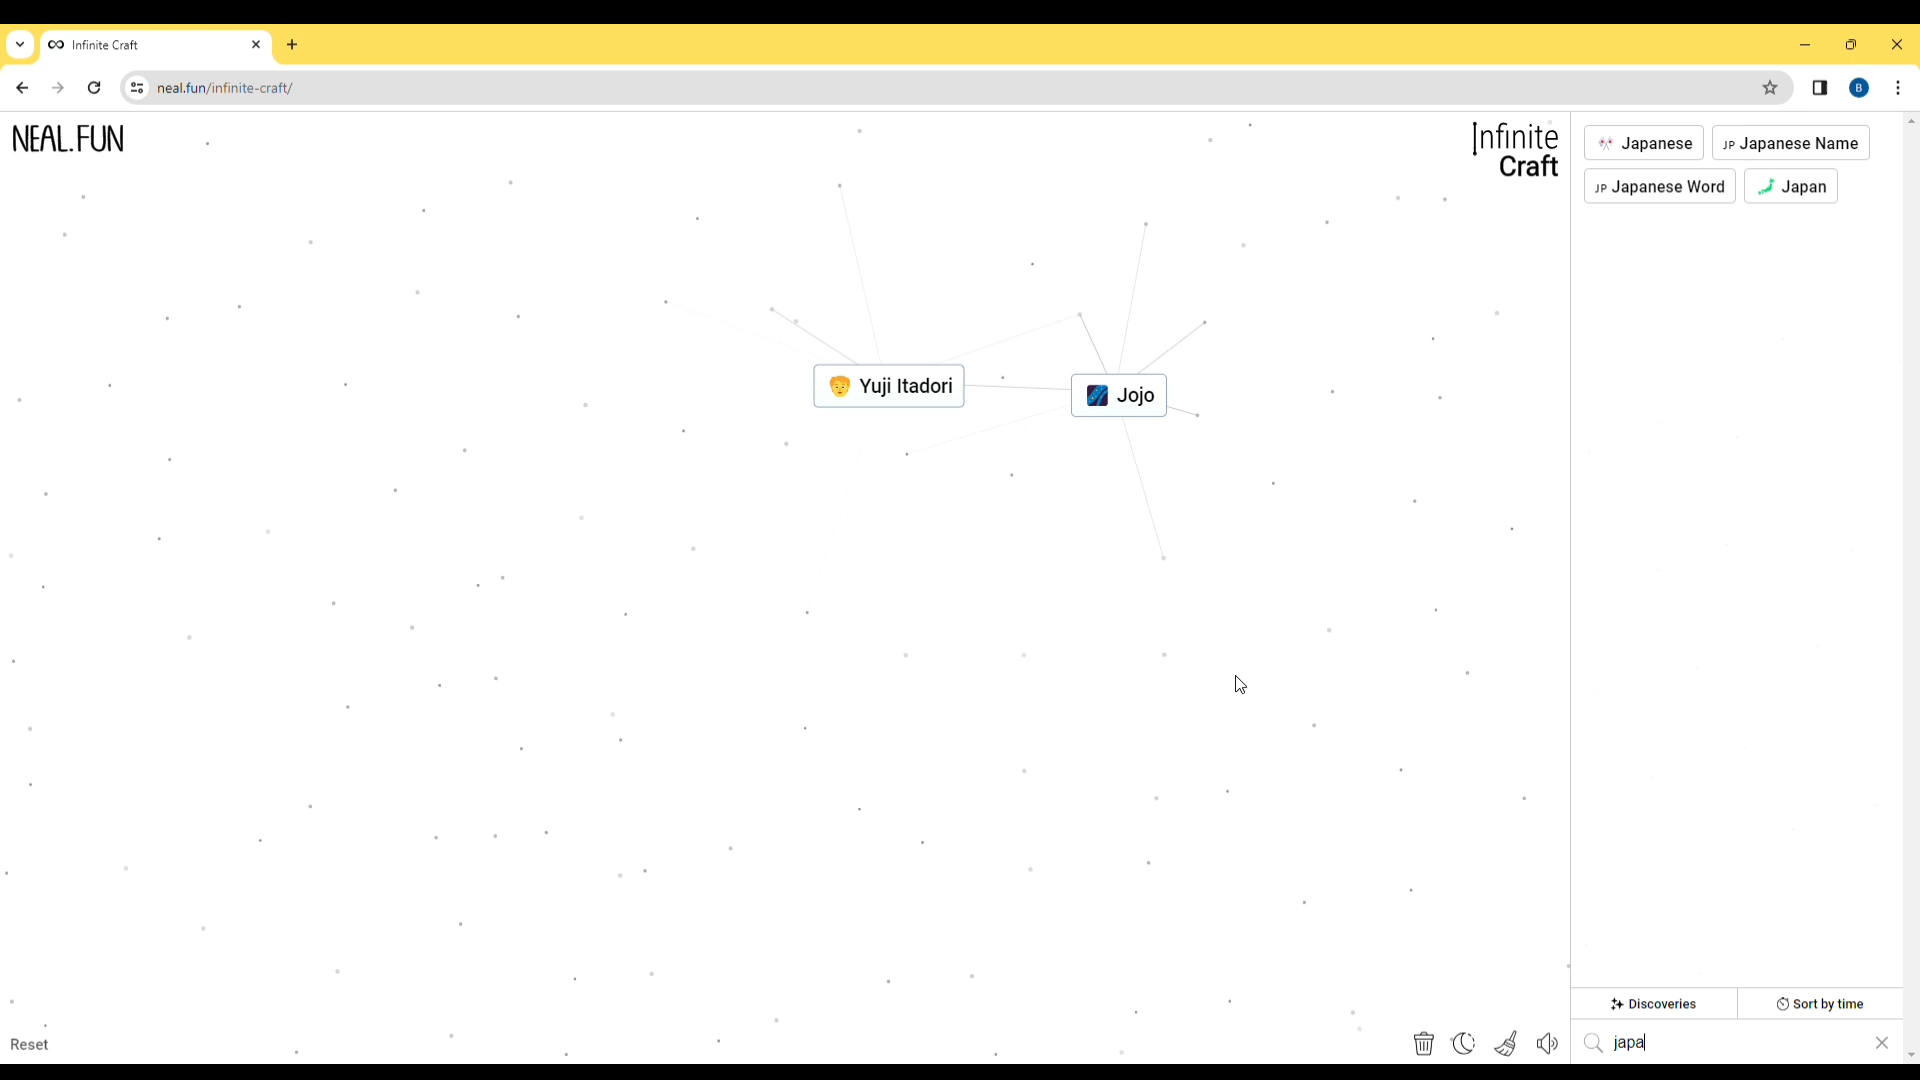 Infinite Craft
neal.fun/infinite-craft/
B
NEAL.FUN
Infinite
Craft
Japanese
JP Japanese Name
JP Japanese Word
Japan
Yuji Itadori
Jojo
Discoveries
Sort by time
Reset
japa